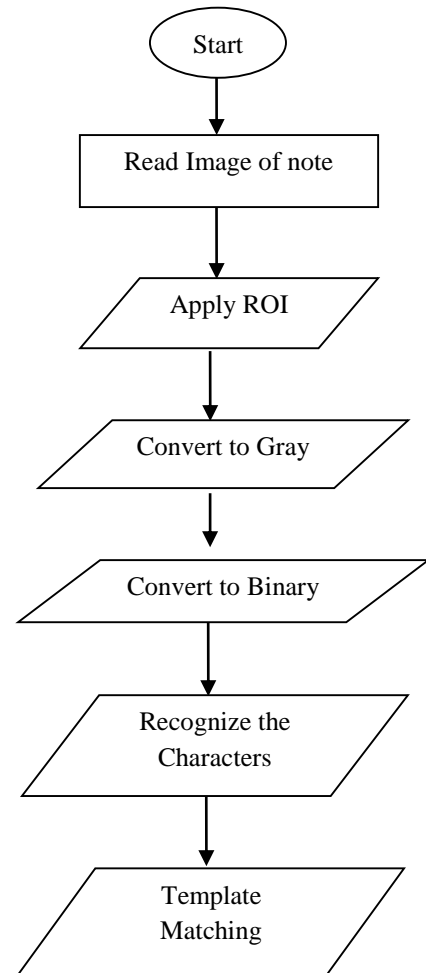 Start
Read Image of note
Apply ROI
Convert to Gray
Convert to Binary
Recognize the
Characters
Template
Matching